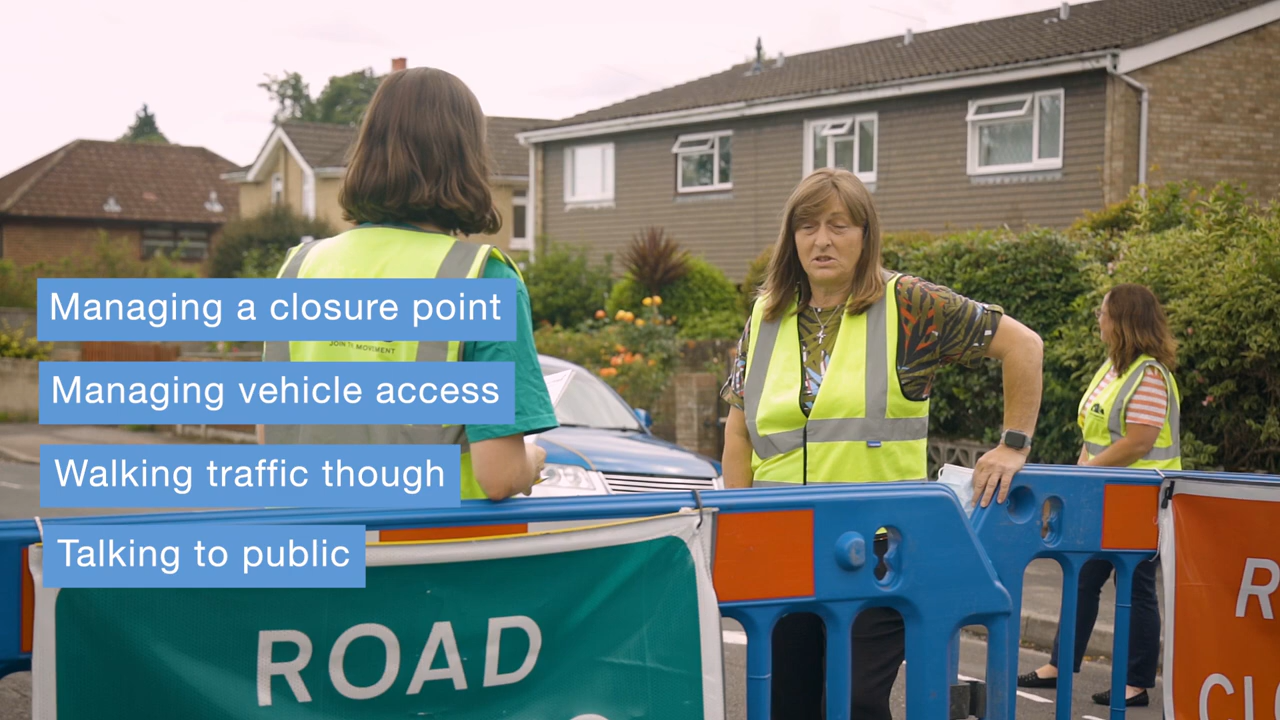 Managing a closure point
JOIN THE MOVEMENT
Managing vehicle access
Walking traffic though
Talking to public
ROAD